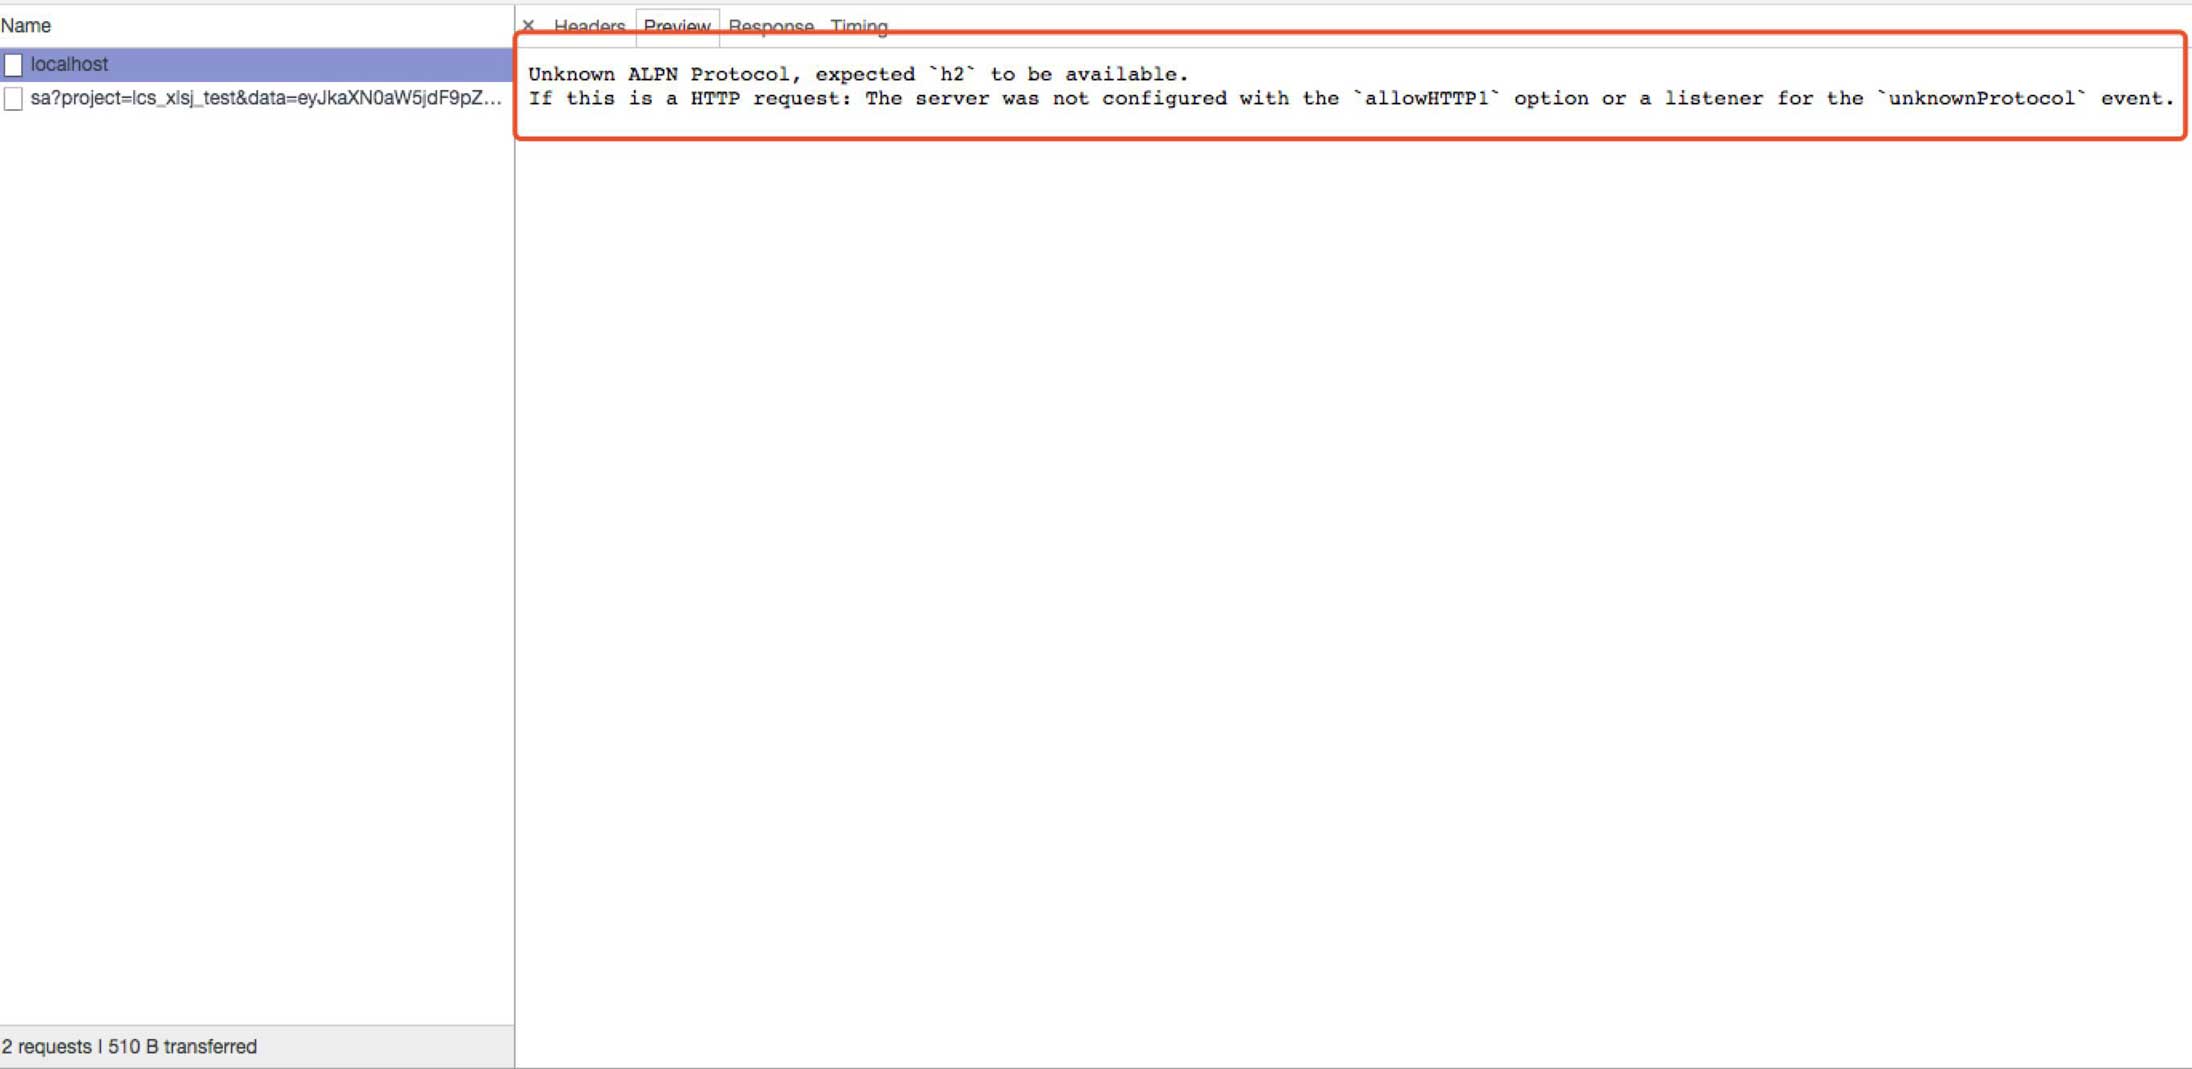 Name
localhost
sa?project=lcs_xlsj_test&data=eyJkaXN0aW5jdF9pZ...
2 requests | 510 B transferred
× Headers Preview Response Timing
Unknown ALPN Protocol, expected `h2` to be available.
If this is a HTTP request: The server was not configured with the `allowHTTP1` option or a listener for the `unknownProtocol` event.